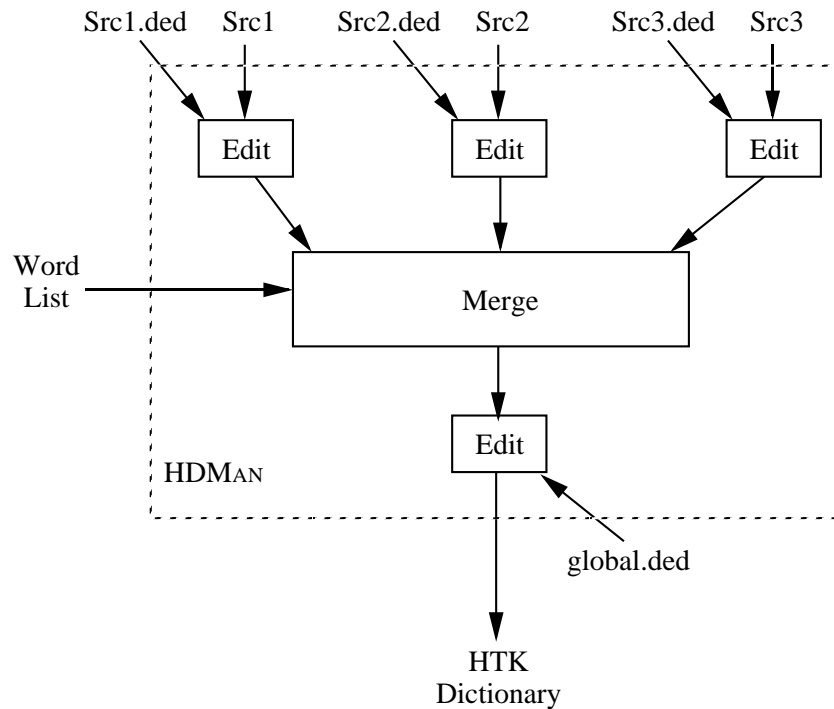 Src1.ded Src1 Src2.ded Src2 Src3.ded Src3
Edit Edit Edit
Word
List
Merge
Edit
HDMAN
global.ded
HTK
Dictionary